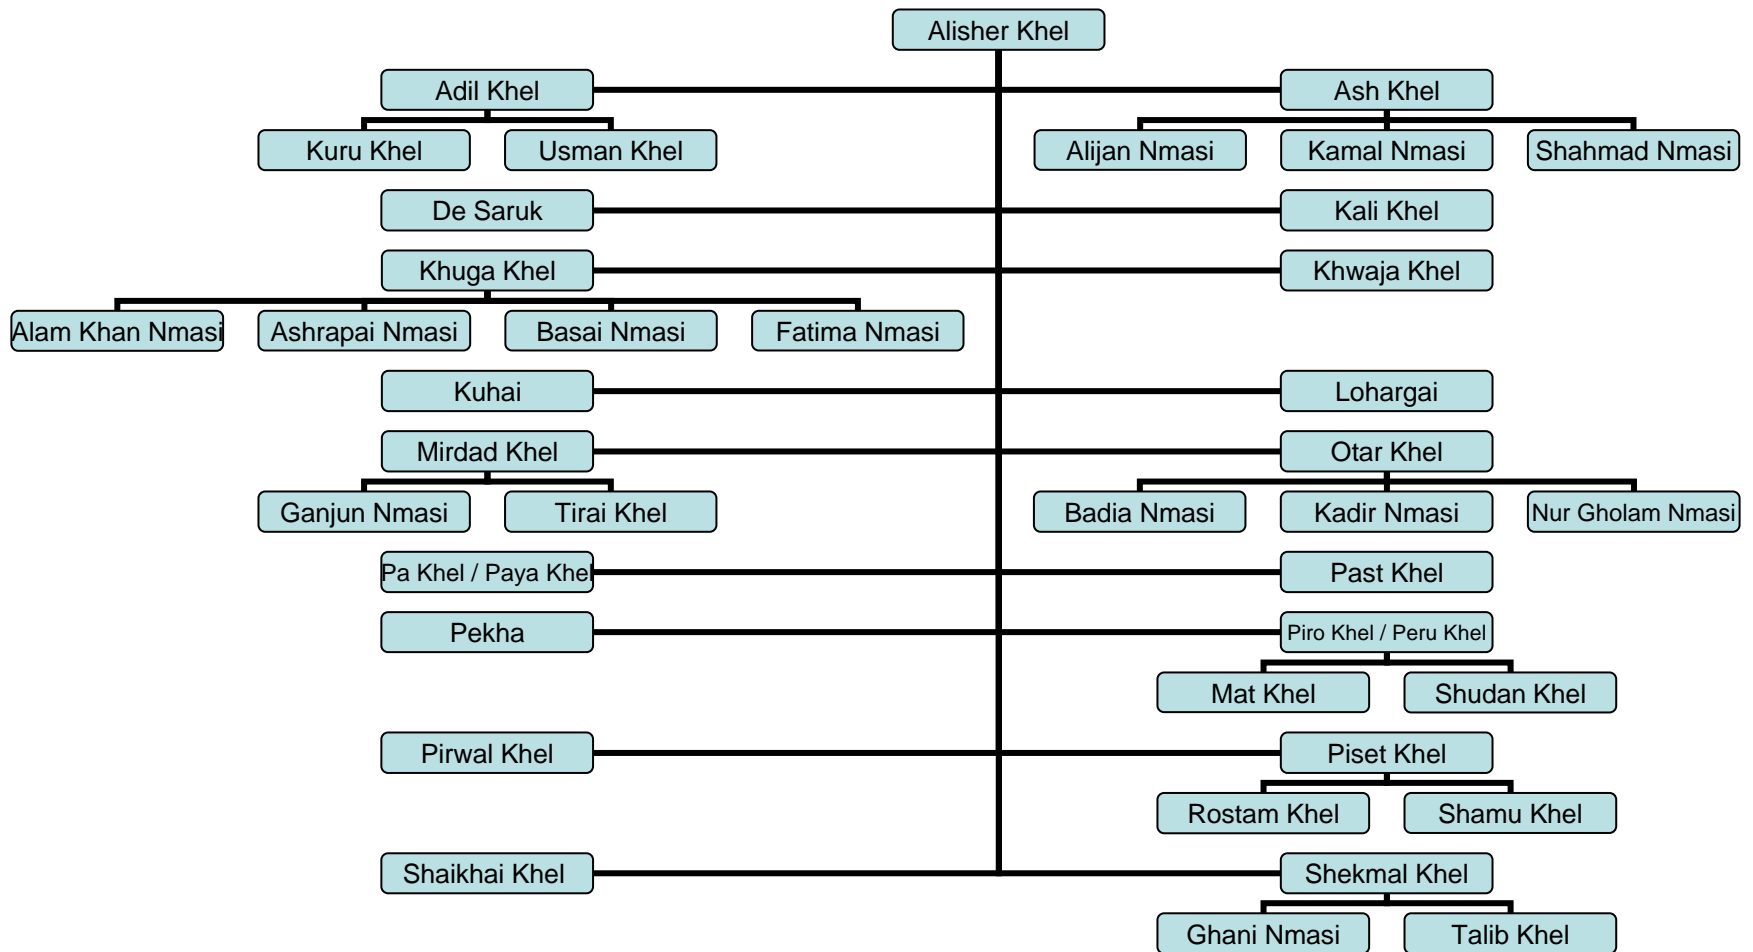 Alisher Khel
Adil Khel
Ash Khel
Kuru Khel
Usman Khel
Alijan Nmasi
Kamal Nmasi
Shahmad Nmasi
De Saruk
Kali Khel
Khuga Khel
Khwaja Khel
Alam Khan Nmasi
Ashrapai Nmasi
Basai Nmasi
Fatima Nmasi
Kuhai
Lohargai
Mirdad Khel
Otar Khel
Ganjun Nmasi
Tirai Khel
Badia Nmasi
Kadir Nmasi
Nur Gholam Nmasi
Pa Khel / Paya Khel
Past Khel
Pekha
Piro Khel / Peru Khel
Mat Khel
Shudan Khel
Pirwal Khel
Piset Khel
Rostam Khel
Shamu Khel
Shaikhai Khel
Shekmal Khel
Ghani Nmasi
Talib Khel